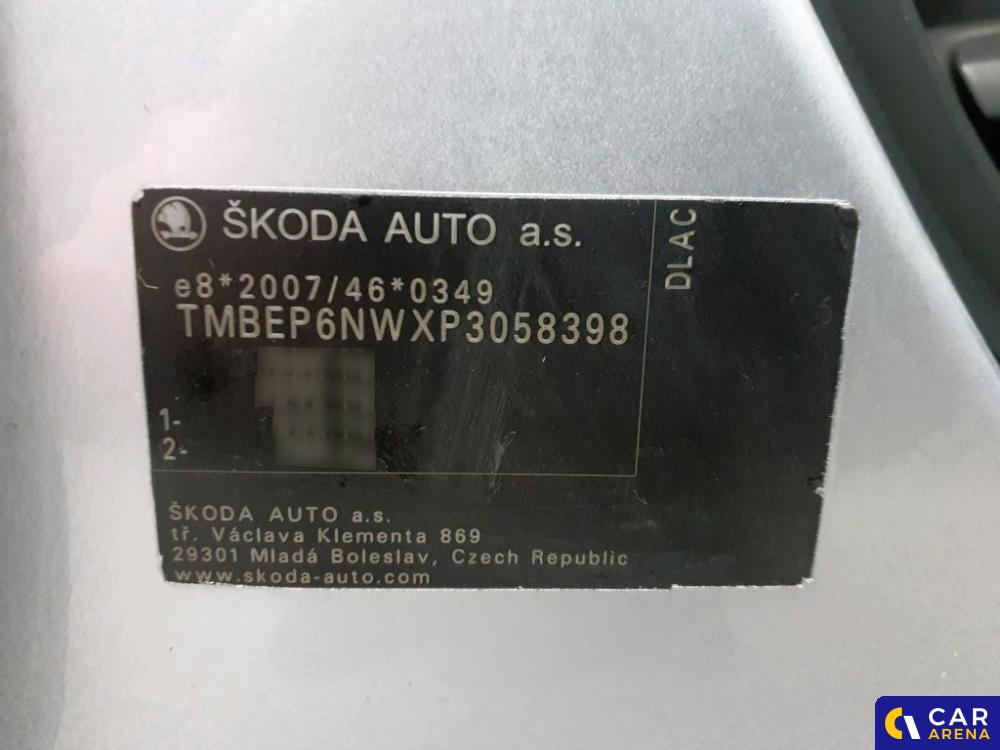 ŠKODA AUTO a.s.
DLAC
e8*2007/46*0349
TMBEP6NWXP3058398
1-
2-
ŠKODA AUTO a.s.
tř. Václava Klementa 869
29301 Mladá Boleslav, Czech Republic
www.skoda-auto.com
CAR
ARENA